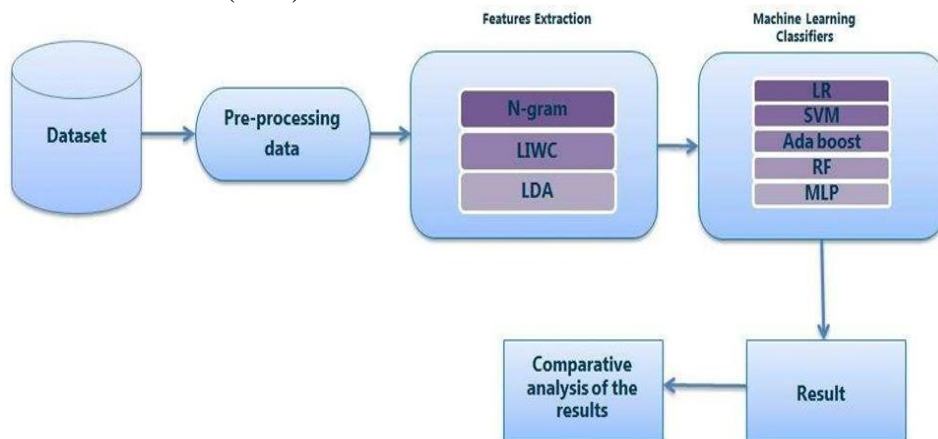 Features Extraction
Machine Learning
Classifiers
Dataset
Pre-processing
data
N-gram
LIWC
LDA
LR
SVM
Ada boost
RF
MLP
Comparative
analysis of the
results
Result